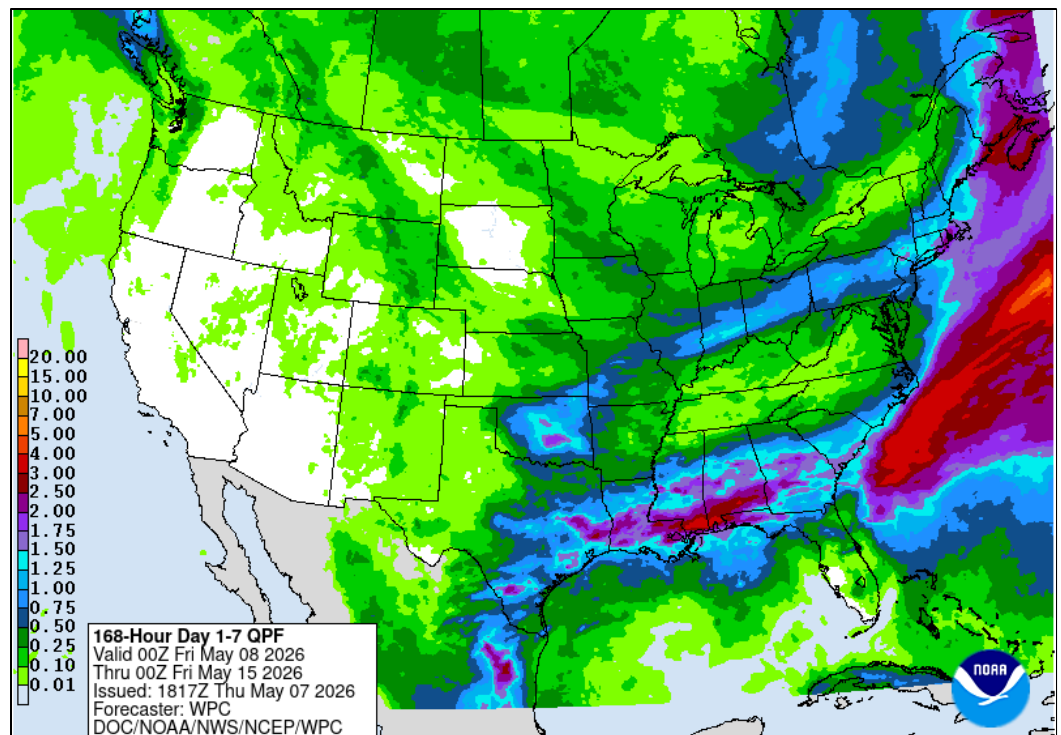 20.00
15.00
10.00
7.00
5.00
4.00
3.00
2.50
2.00
1.75
1.50
1.25
1.00
0.75
0.50
0.25
0.10
0.01
168-Hour Day 1-7 QPF
Valid 00Z Fri May 08 2026
Thru 00Z Fri May 15 2026
Issued: 1817Z Thu May 07 2026
Forecaster: WPC
DOC/NOAA/NWS/NCEP/WPC
NOAA